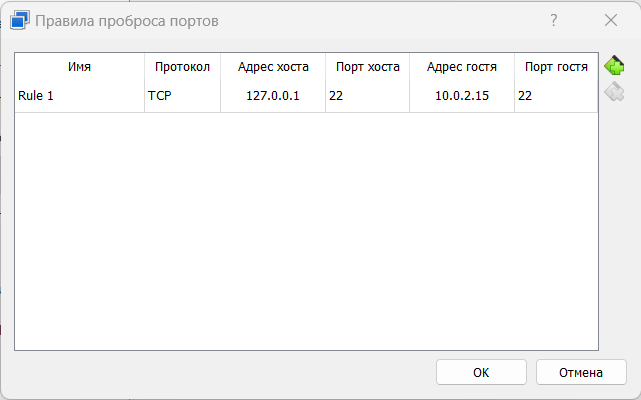 Правила проброса портов ?
Имя Протокол Адрес хоста Порт хоста Адрес гостя Порт гостя
Rule 1 TCP 127.0.0.1 22 10.0.2.15 22
OK Отмена